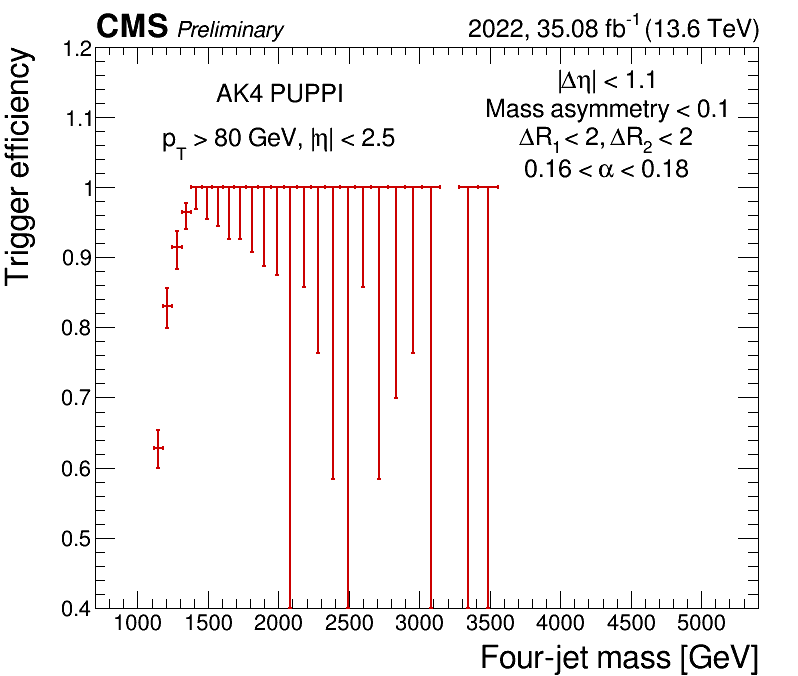 CMS Preliminary 2022, 35.08 fb-1 (13.6 TeV)
AK4 PUPPI
pT > 80 GeV, |η| < 2.5
|Δη| < 1.1
Mass asymmetry < 0.1
ΔR1 < 2, ΔR2 < 2
0.16 < α < 0.18
Trigger efficiency
1.2
1.1
1
0.9
0.8
0.7
0.6
0.5
0.4
1000 1500 2000 2500 3000 3500 4000 4500 5000
Four-jet mass [GeV]